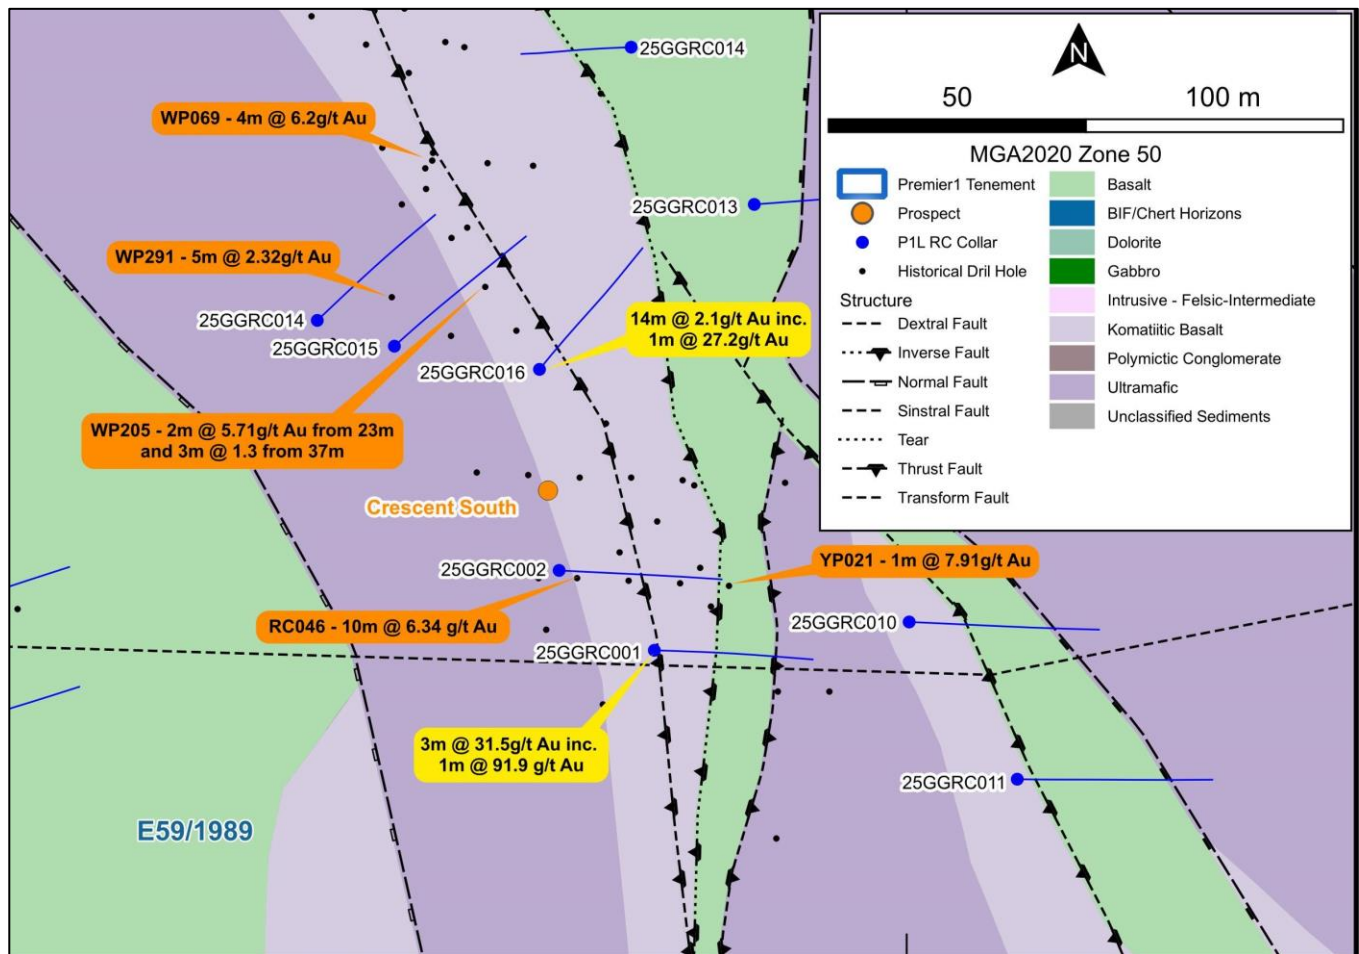 25GGRC014
WP069 - 4m @ 6.2g/t Au
25GGRC013
WP291 - 5m @ 2.32g/t Au
25GGRC014
25GGRC015
25GGRC016
14m @ 2.1g/t Au inc.
1m @ 27.2g/t Au
WP205 - 2m @ 5.71g/t Au from 23m
and 3m @ 1.3 from 37m
Crescent South
25GGRC002
YP021 - 1m @ 7.91g/t Au
RC046 - 10m @ 6.34 g/t Au
25GGRC010
25GGRC001
3m @ 31.5g/t Au inc.
1m @ 91.9 g/t Au
25GGRC011
E59/1989
N
50 100 m
MGA2020 Zone 50
Premier1 Tenement
Prospect
P1L RC Collar
Historical Dril Hole
Structure
Dextral Fault
Inverse Fault
Normal Fault
Sinstral Fault
Tear
Thrust Fault
Transform Fault
Basalt
BIF/Chert Horizons
Dolorite
Gabbro
Intrusive - Felsic-Intermediate
Komatiitic Basalt
Polymictic Conglomerate
Ultramafic
Unclassified Sediments